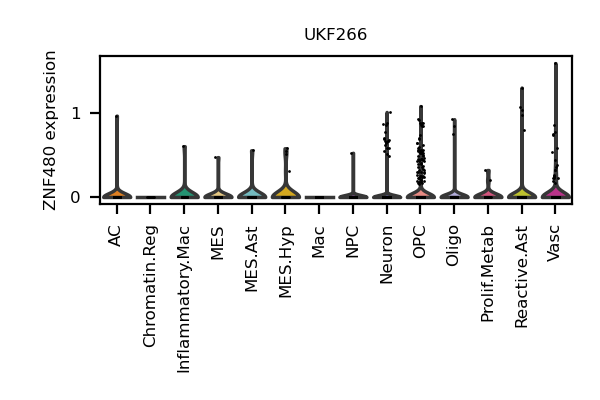 UKF266
ZNF480 expression
1
0
AC
Chromatin.Reg
Inflammatory.Mac
MES
MES.Ast
MES.Hyp
Mac
NPC
Neuron
OPC
Oligo
Prolif.Metab
Reactive.Ast
Vasc